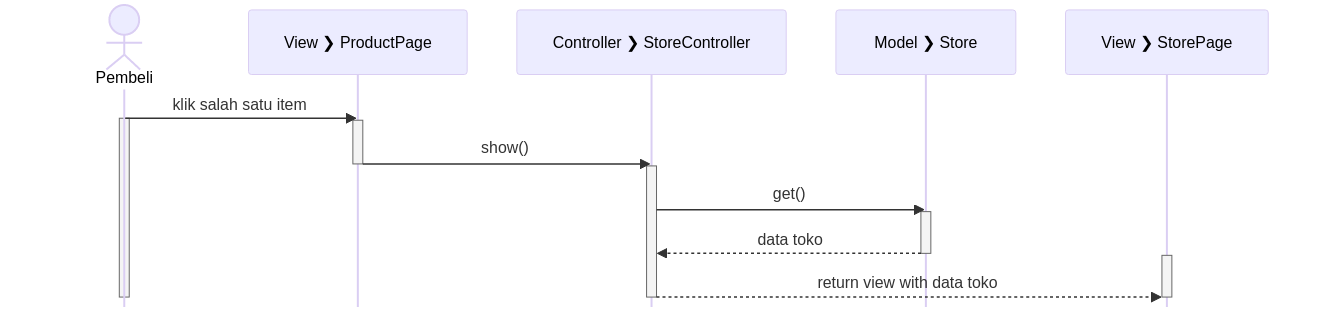 Pembeli
View ❯ ProductPage
Controller ❯ StoreController
Model ❯ Store
View ❯ StorePage
klik salah satu item
show()
get()
data toko
return view with data toko